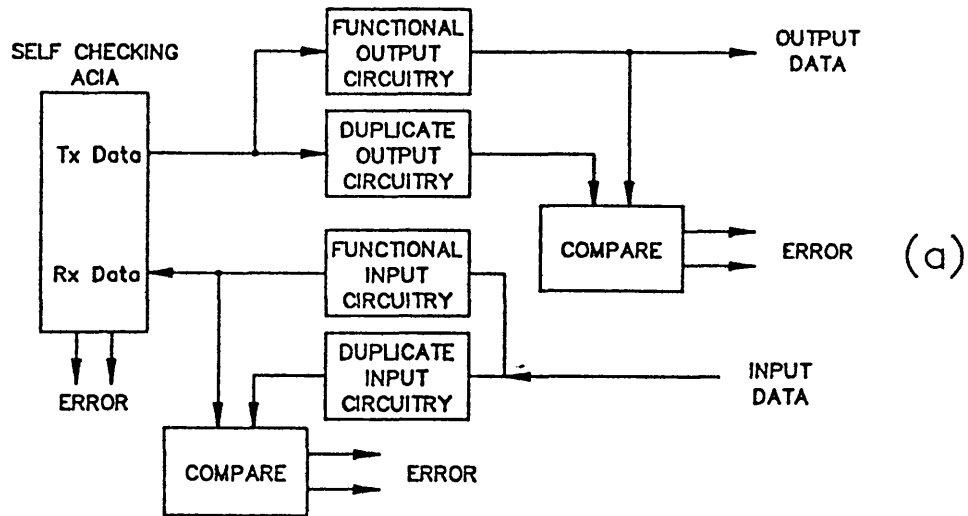 SELF CHECKING
ACIA
Tx Data
Rx Data
ERROR
FUNCTIONAL
OUTPUT
CIRCUITRY
DUPLICATE
OUTPUT
CIRCUITRY
OUTPUT
DATA
COMPARE
ERROR
(a)
FUNCTIONAL
INPUT
CIRCUITRY
DUPLICATE
INPUT
CIRCUITRY
INPUT
DATA
COMPARE
ERROR